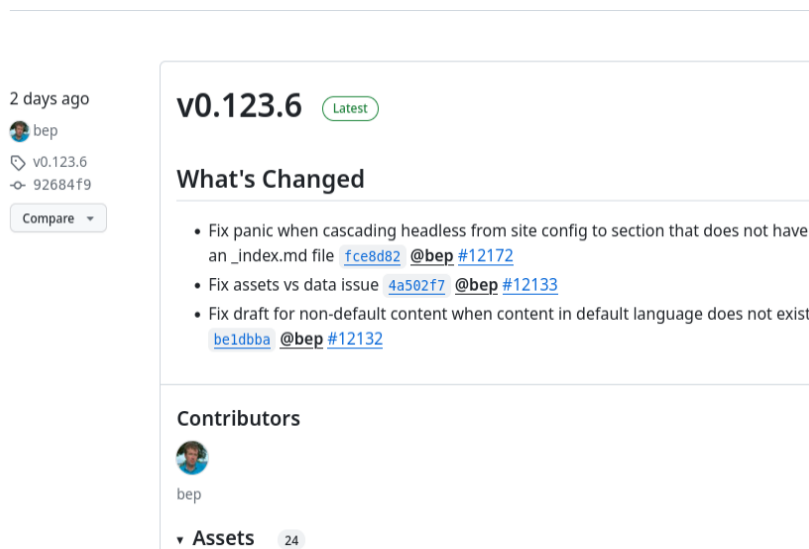 2 days ago
bep
v0.123.6
92684f9
Compare
v0.123.6 Latest
What's Changed
Fix panic when cascading headless from site config to section that does not have
an _index.md file fce8d82 @bep #12172
Fix assets vs data issue 4a502f7 @bep #12133
Fix draft for non-default content when content in default language does not exist
be1dbba @bep #12132
Contributors
bep
Assets 24